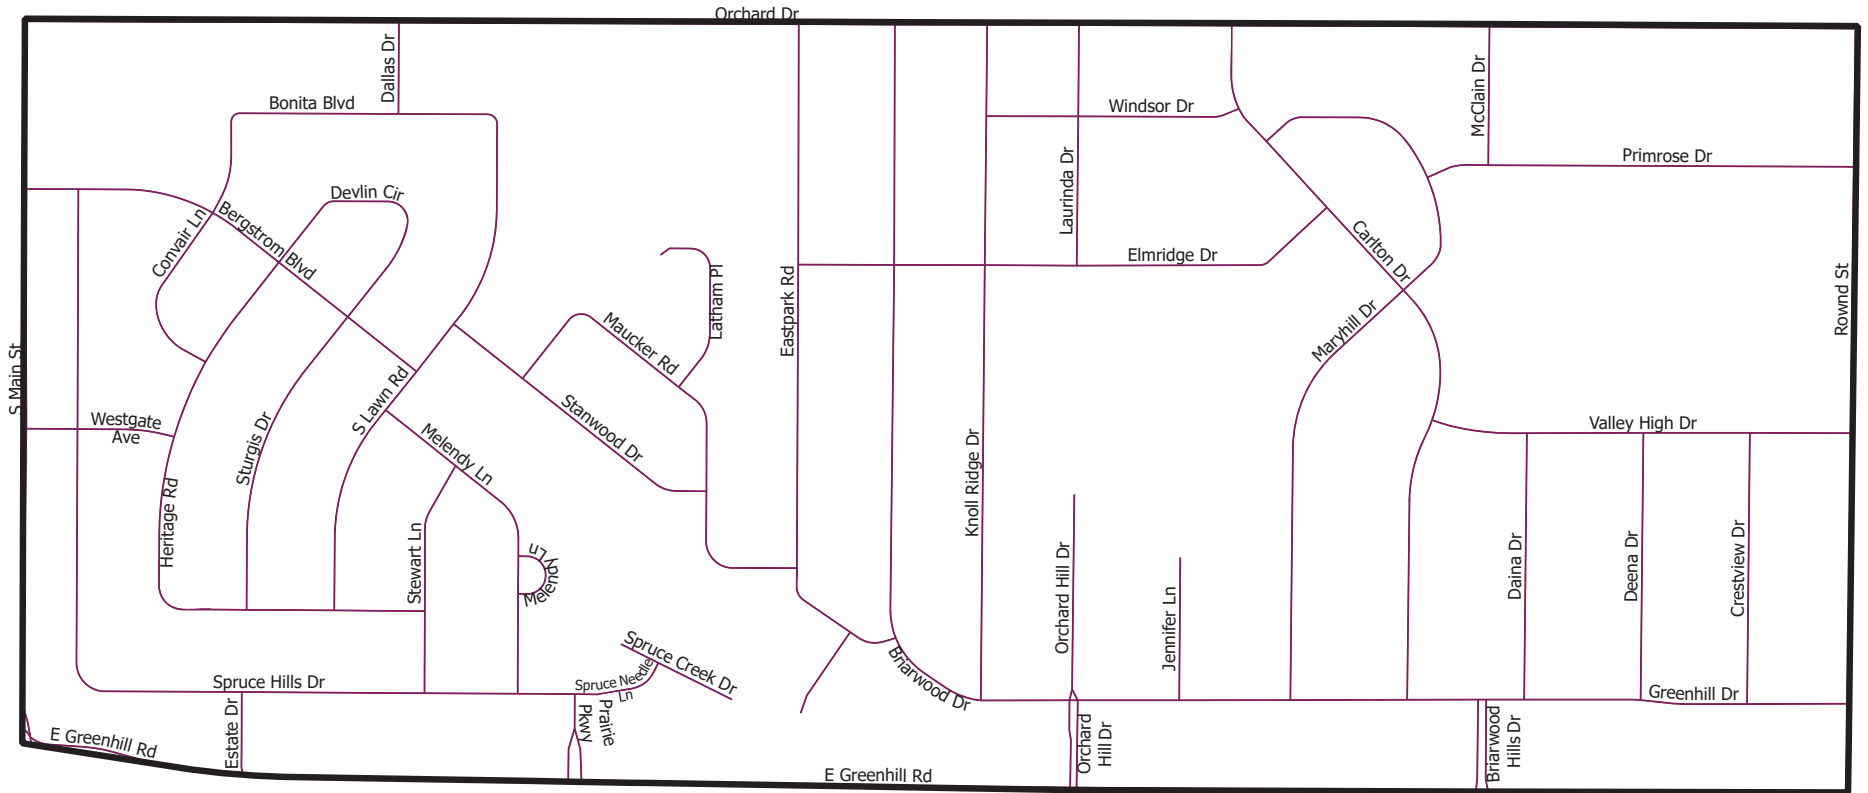 Orchard Dr
Dallas Dr
Bonita Blvd
McClain Dr
Windsor Dr
Primrose Dr
Laurinda Dr
Devlin Cir
Convair Ln
Bergstrom Blvd
Elmridge Dr
Carlton Dr
Latham Pl
Eastpark Rd
Rownd St
Maucker Rd
Maryhill Dr
S Main St
S Lawn Rd
Westgate
Ave
Sturgis Dr
Stanwood Dr
Melendy Ln
Knoll Ridge Dr
Valley High Dr
Heritage Rd
Stewart Ln
Melendy Ln
Orchard Hill Dr
Jennifer Ln
Daina Dr
Deena Dr
Crestview Dr
Spruce Creek Dr
Spruce Needle
Ln
Spruce Hills Dr
Briarwood Dr
Greenhill Dr
Estate Dr
Prairie
Pkwy
Orchard
Hill Dr
Briarwood
Hills Dr
E Greenhill Rd
E Greenhill Rd